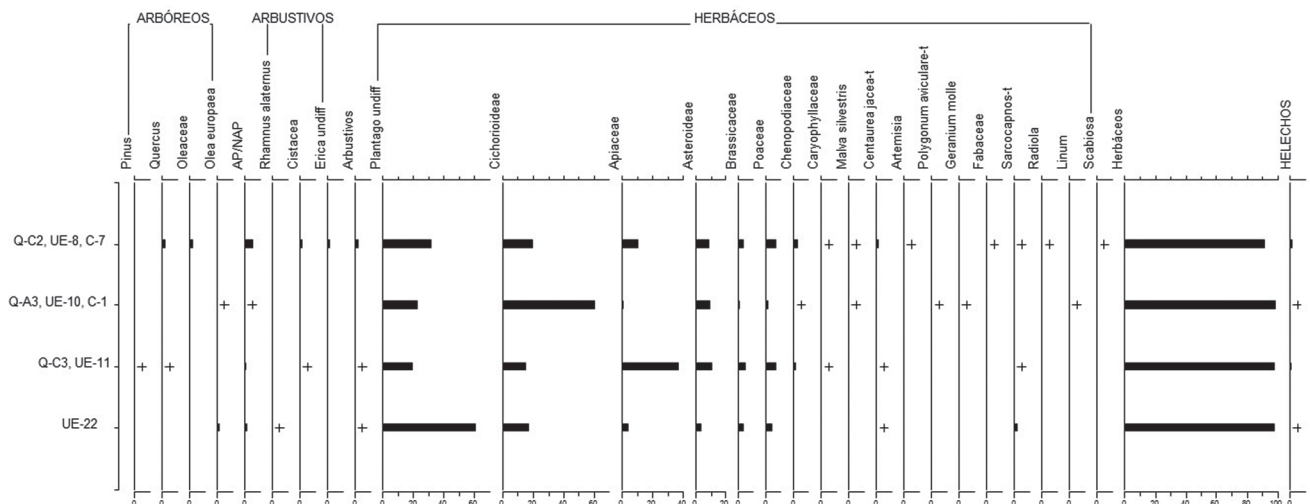 ARBÓREOS
ARBUSTIVOS
HERBÁCEOS
Pinus
Quercus
Oleaceae
Olea europaea
AP/NAP
Rhamnus alaternus
Cistacea
Erica undiff
Arbustivos
Plantago undiff
Cichorioideae
Apiaceae
Asteroideae
Brassicaceae
Poaceae
Chenopodiaceae
Caryophyllaceae
Malva silvestris
Centaurea jacea-t
Artemisia
Polygonum aviculare-t
Geranium molle
Fabaceae
Sarcocapnos-t
Radiola
Linum
Scabiosa
Herbáceos
HELECHOS
Q-C2, UE-8, C-7
+ + + + + + +
Q-A3, UE-10, C-1
+ + + + + + + +
Q-C3, UE-11
+ + + + + + +
UE-22
+ + + +